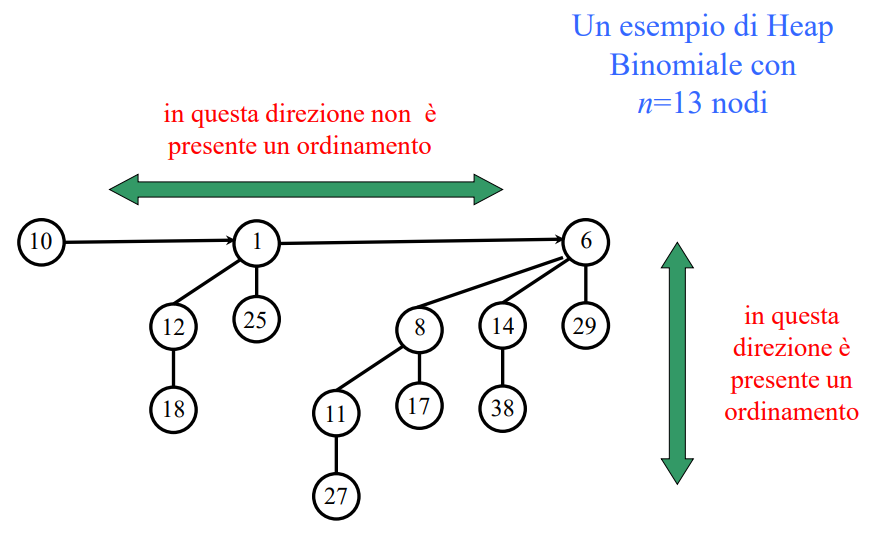 Un esempio di Heap
Binomiale con
n=13 nodi
in questa direzione non è
presente un ordinamento
10
1
6
12
25
8
14
29
18
11
17
38
27
in questa
direzione è
presente un
ordinamento